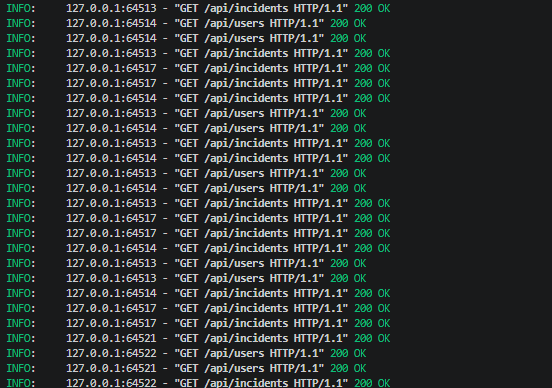 INFO: 127.0.0.1:64513 - "GET /api/incidents HTTP/1.1" 200 OK
INFO: 127.0.0.1:64513 - "GET /api/users HTTP/1.1" 200 OK
INFO: 127.0.0.1:64514 - "GET /api/users HTTP/1.1" 200 OK
INFO: 127.0.0.1:64513 - "GET /api/incidents HTTP/1.1" 200 OK
INFO: 127.0.0.1:64517 - "GET /api/incidents HTTP/1.1" 200 OK
INFO: 127.0.0.1:64517 - "GET /api/incidents HTTP/1.1" 200 OK
INFO: 127.0.0.1:64514 - "GET /api/incidents HTTP/1.1" 200 OK
INFO: 127.0.0.1:64513 - "GET /api/users HTTP/1.1" 200 OK
INFO: 127.0.0.1:64514 - "GET /api/users HTTP/1.1" 200 OK
INFO: 127.0.0.1:64513 - "GET /api/incidents HTTP/1.1" 200 OK
INFO: 127.0.0.1:64514 - "GET /api/incidents HTTP/1.1" 200 OK
INFO: 127.0.0.1:64513 - "GET /api/users HTTP/1.1" 200 OK
INFO: 127.0.0.1:64513 - "GET /api/users HTTP/1.1" 200 OK
INFO: 127.0.0.1:64513 - "GET /api/incidents HTTP/1.1" 200 OK
INFO: 127.0.0.1:64517 - "GET /api/incidents HTTP/1.1" 200 OK
INFO: 127.0.0.1:64517 - "GET /api/incidents HTTP/1.1" 200 OK
INFO: 127.0.0.1:64514 - "GET /api/incidents HTTP/1.1" 200 OK
INFO: 127.0.0.1:64513 - "GET /api/users HTTP/1.1" 200 OK
INFO: 127.0.0.1:64513 - "GET /api/users HTTP/1.1" 200 OK
INFO: 127.0.0.1:64514 - "GET /api/incidents HTTP/1.1" 200 OK
INFO: 127.0.0.1:64517 - "GET /api/incidents HTTP/1.1" 200 OK
INFO: 127.0.0.1:64517 - "GET /api/incidents HTTP/1.1" 200 OK
INFO: 127.0.0.1:64521 - "GET /api/incidents HTTP/1.1" 200 OK
INFO: 127.0.0.1:64522 - "GET /api/users HTTP/1.1" 200 OK
INFO: 127.0.0.1:64521 - "GET /api/users HTTP/1.1" 200 OK
INFO: 127.0.0.1:64522 - "GET /api/incidents HTTP/1.1" 200 OK